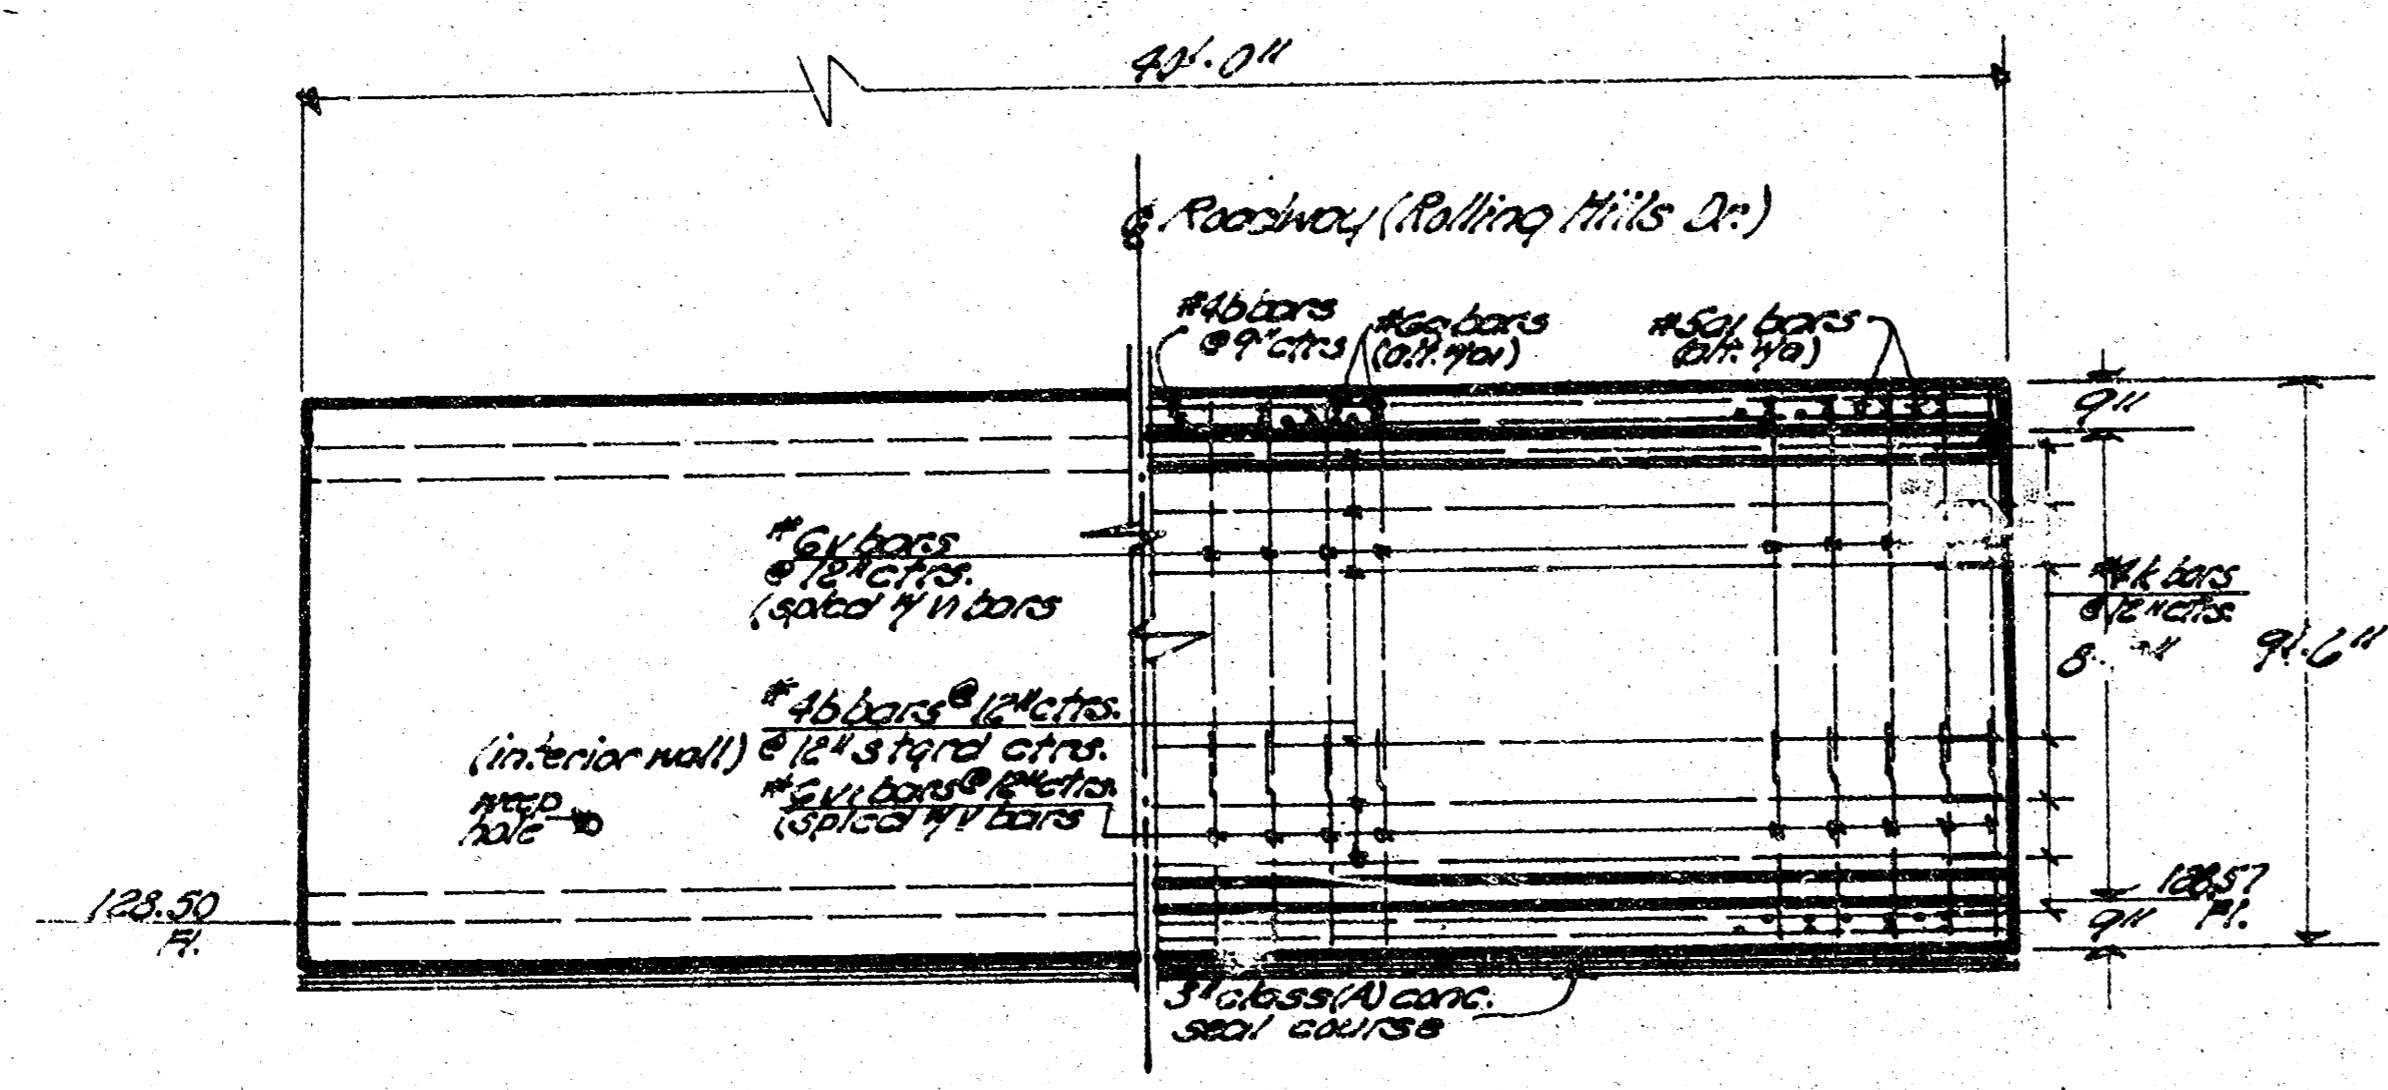 40'-0"
℄ Roadway (Rolling Mills Dr.)
#4b bars
@ 9" ctrs
#6a bars
(alt. w/a1)
#5a1 bars
(alt. w/a)
9"
#6v bars
@ 12" ctrs.
(splcd w/ v1 bars
#4k bars
@ 12" ctrs.
8'-
9'-6"
#4b bars @ 12" ctrs.
(interior wall) @ 12" stgrd ctrs.
#6v1 bars @ 12" ctrs.
(splcd w/ v bars
weep
hole
128.50
Fl.
128.57
Fl.
9"
3" class (A) conc.
seal course